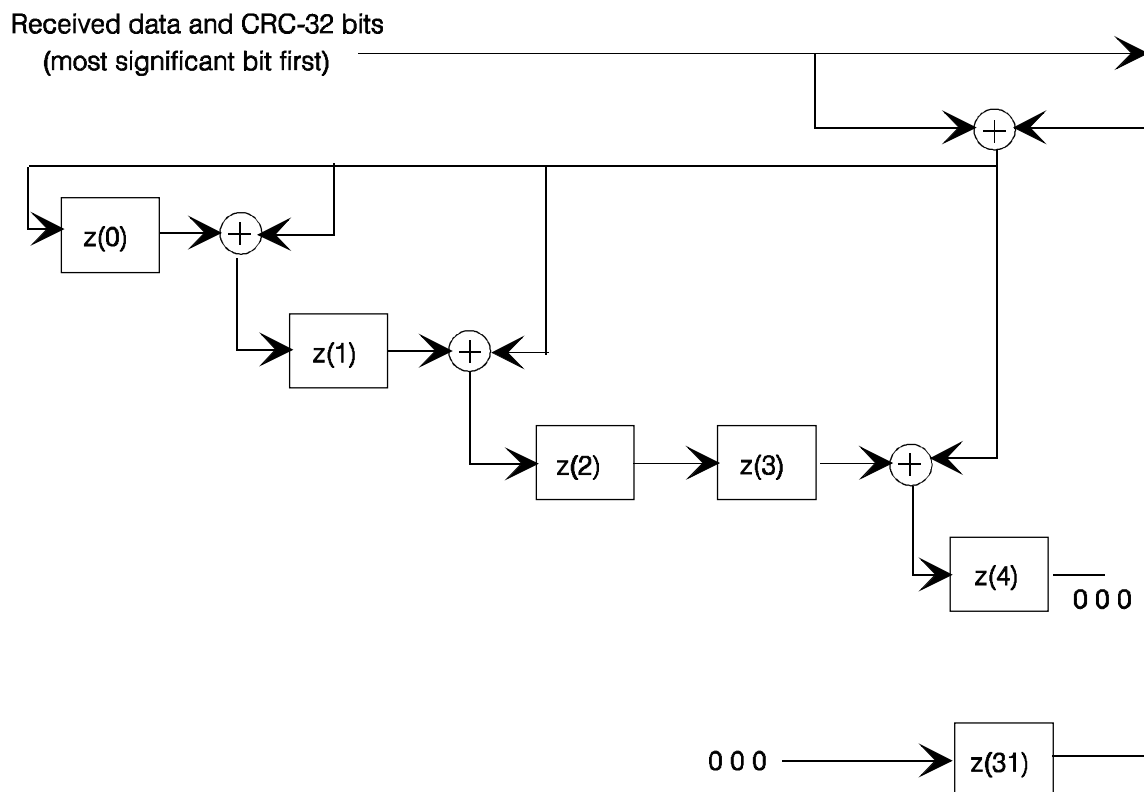 Received data and CRC-32 bits
(most significant bit first)
z(0)
z(1)
z(2)
z(3)
z(4)
0 0 0
0 0 0
z(31)